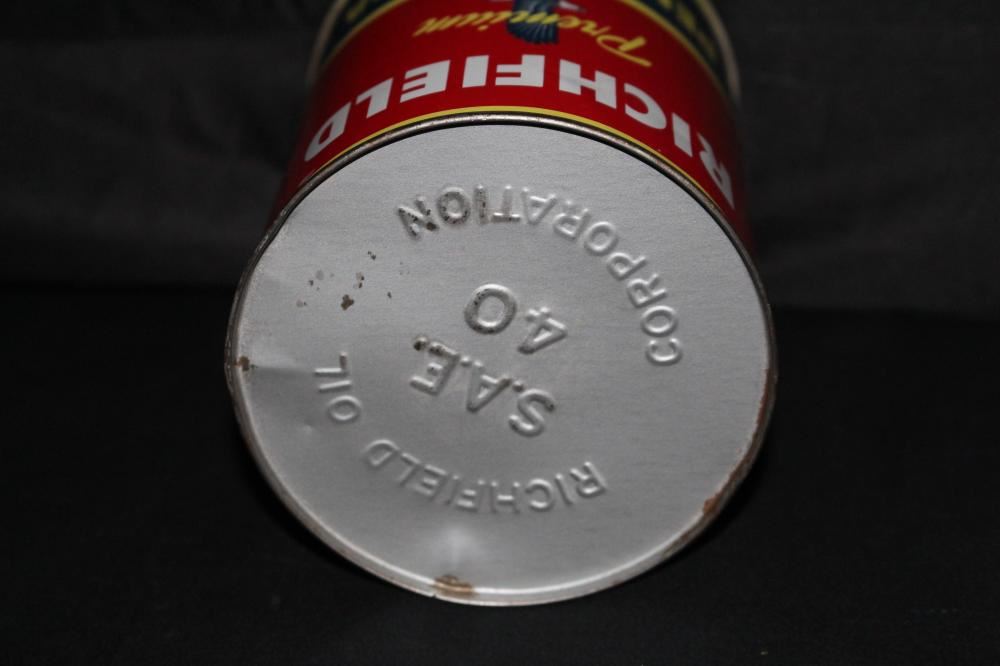 RICHFIELD
Premium
RICHFIELD OIL
CORPORATION
S.A.E.
40